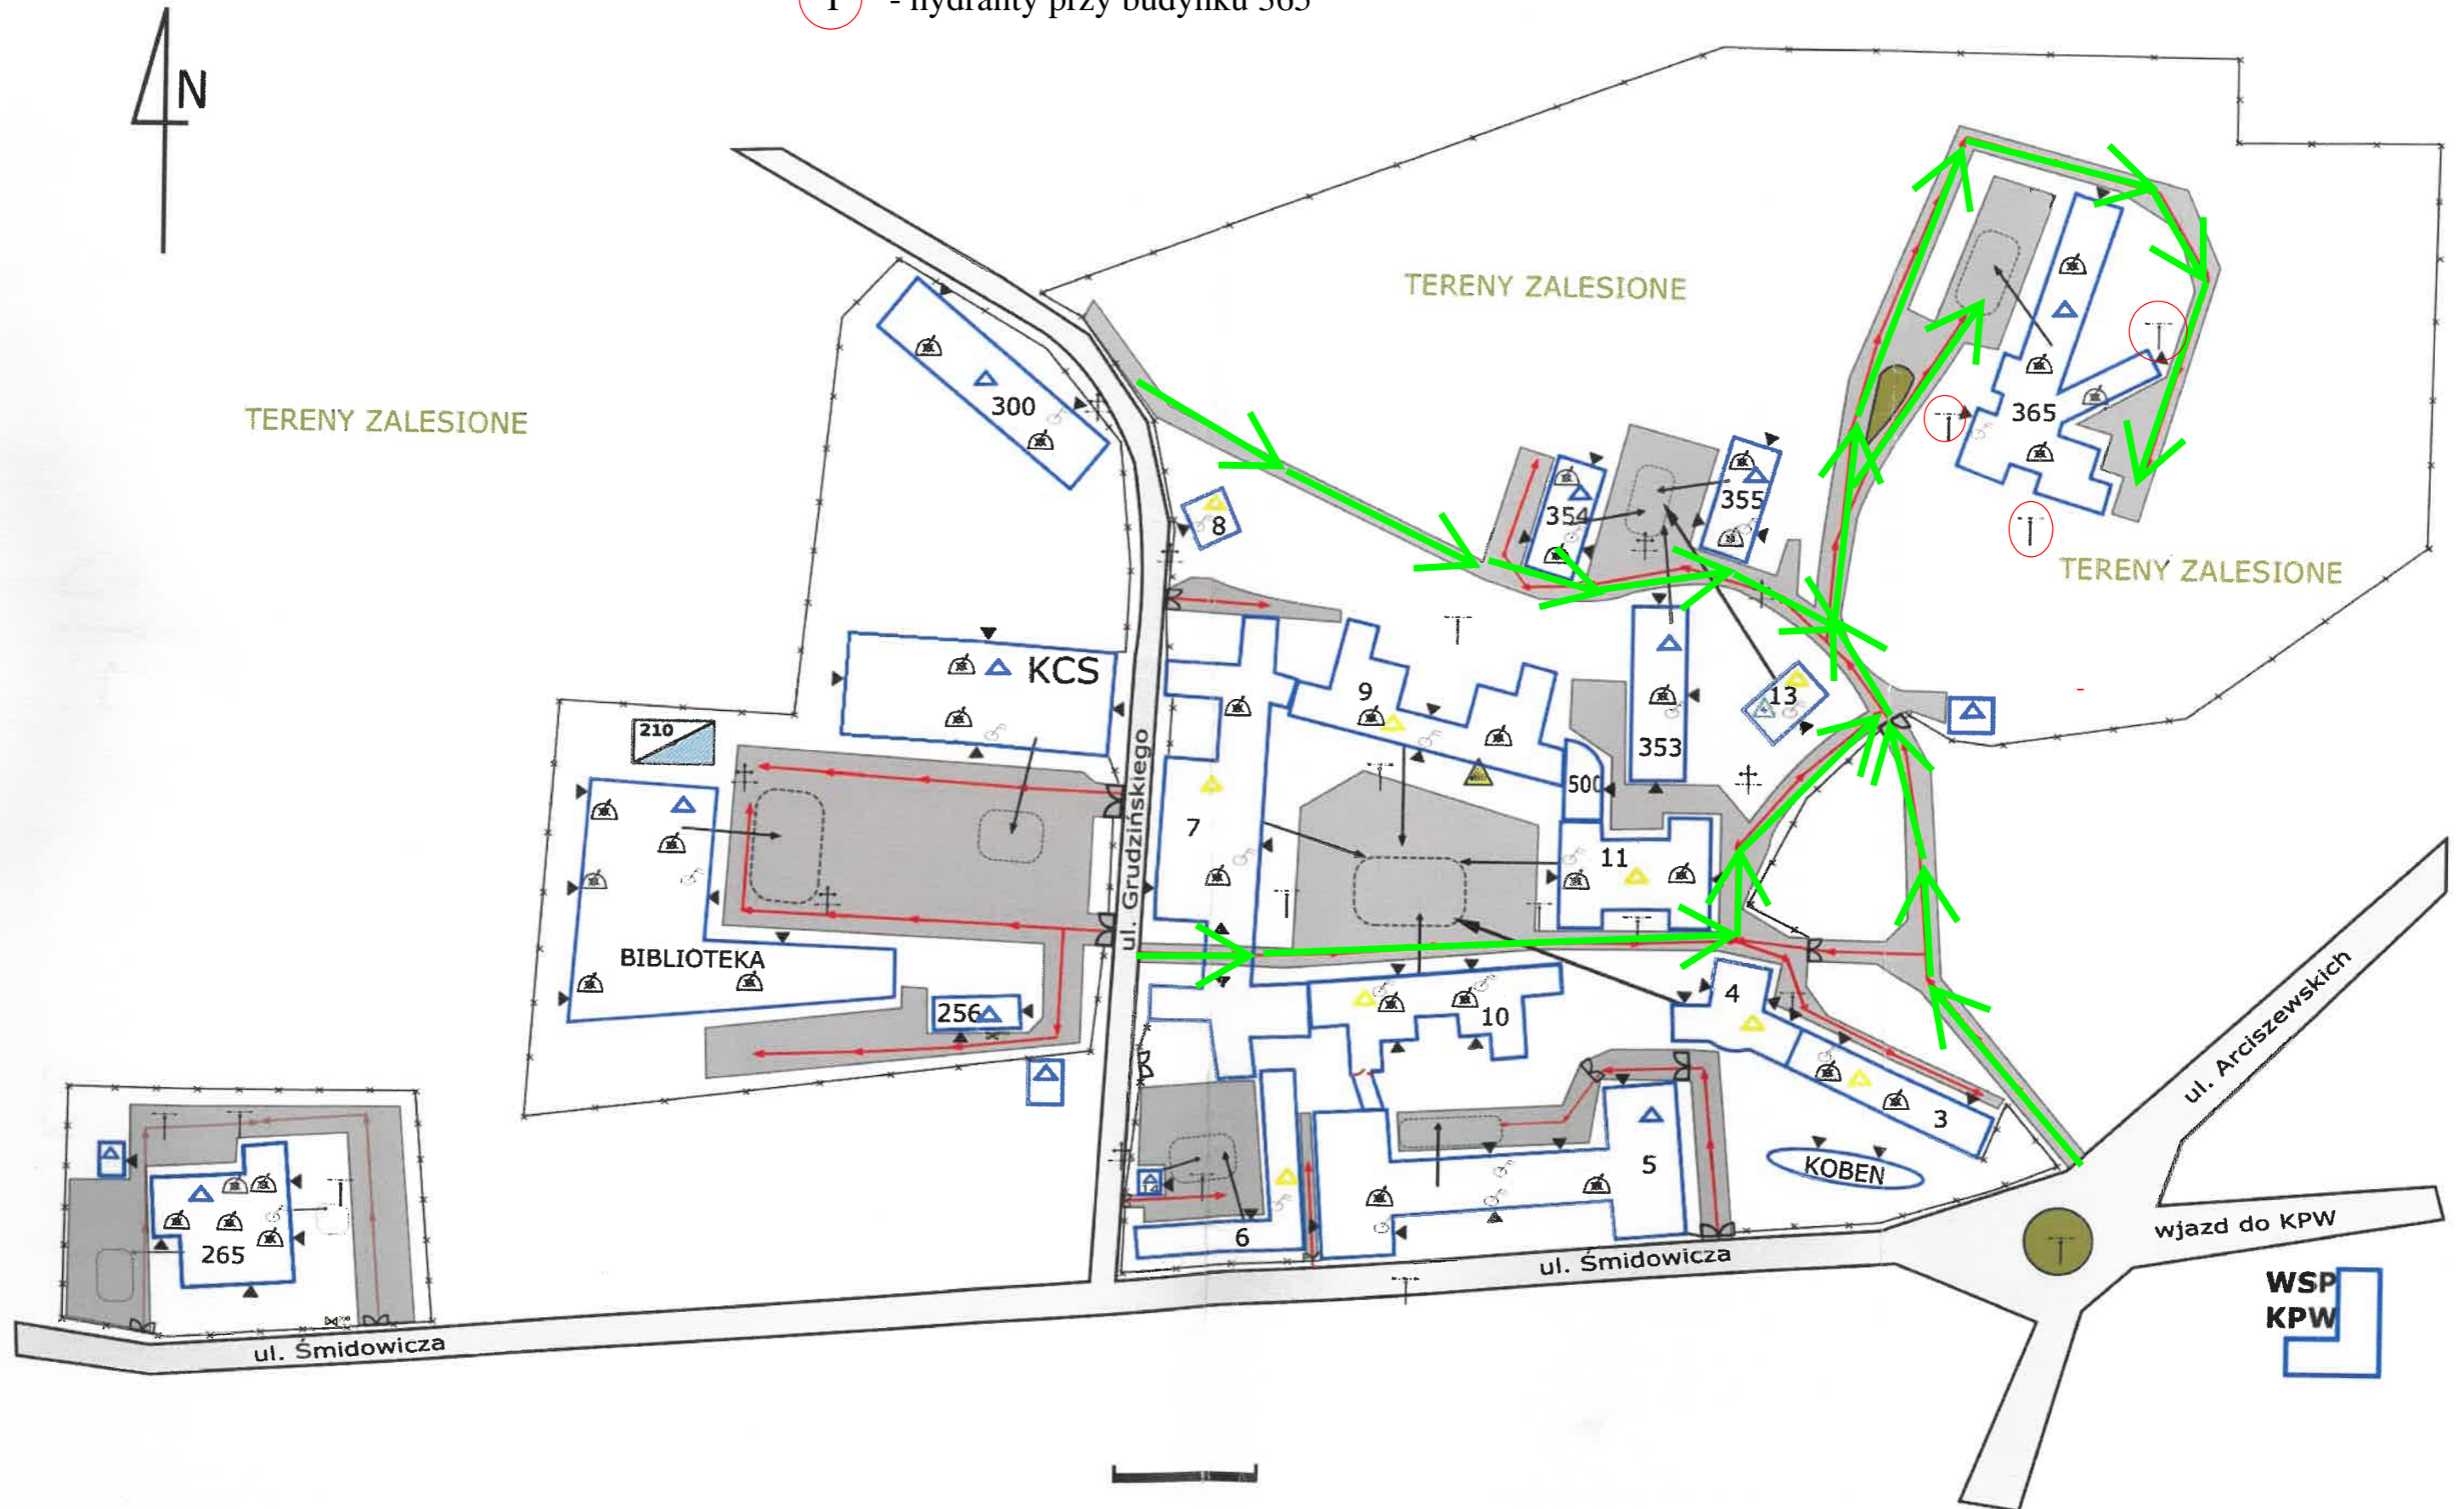 - hydranty przy budynku 365
N
TERENY ZALESIONE
TERENY ZALESIONE
TERENY ZALESIONE
300
8
354
355
365
KCS
210
9
13
353
500
7
11
ul. Grudzińskiego
BIBLIOTEKA
256
4
10
3
KOBEN
5
6
14
265
ul. Arciszewskich
wjazd do KPW
ul. Śmidowicza
ul. Śmidowicza
WSP
KPW